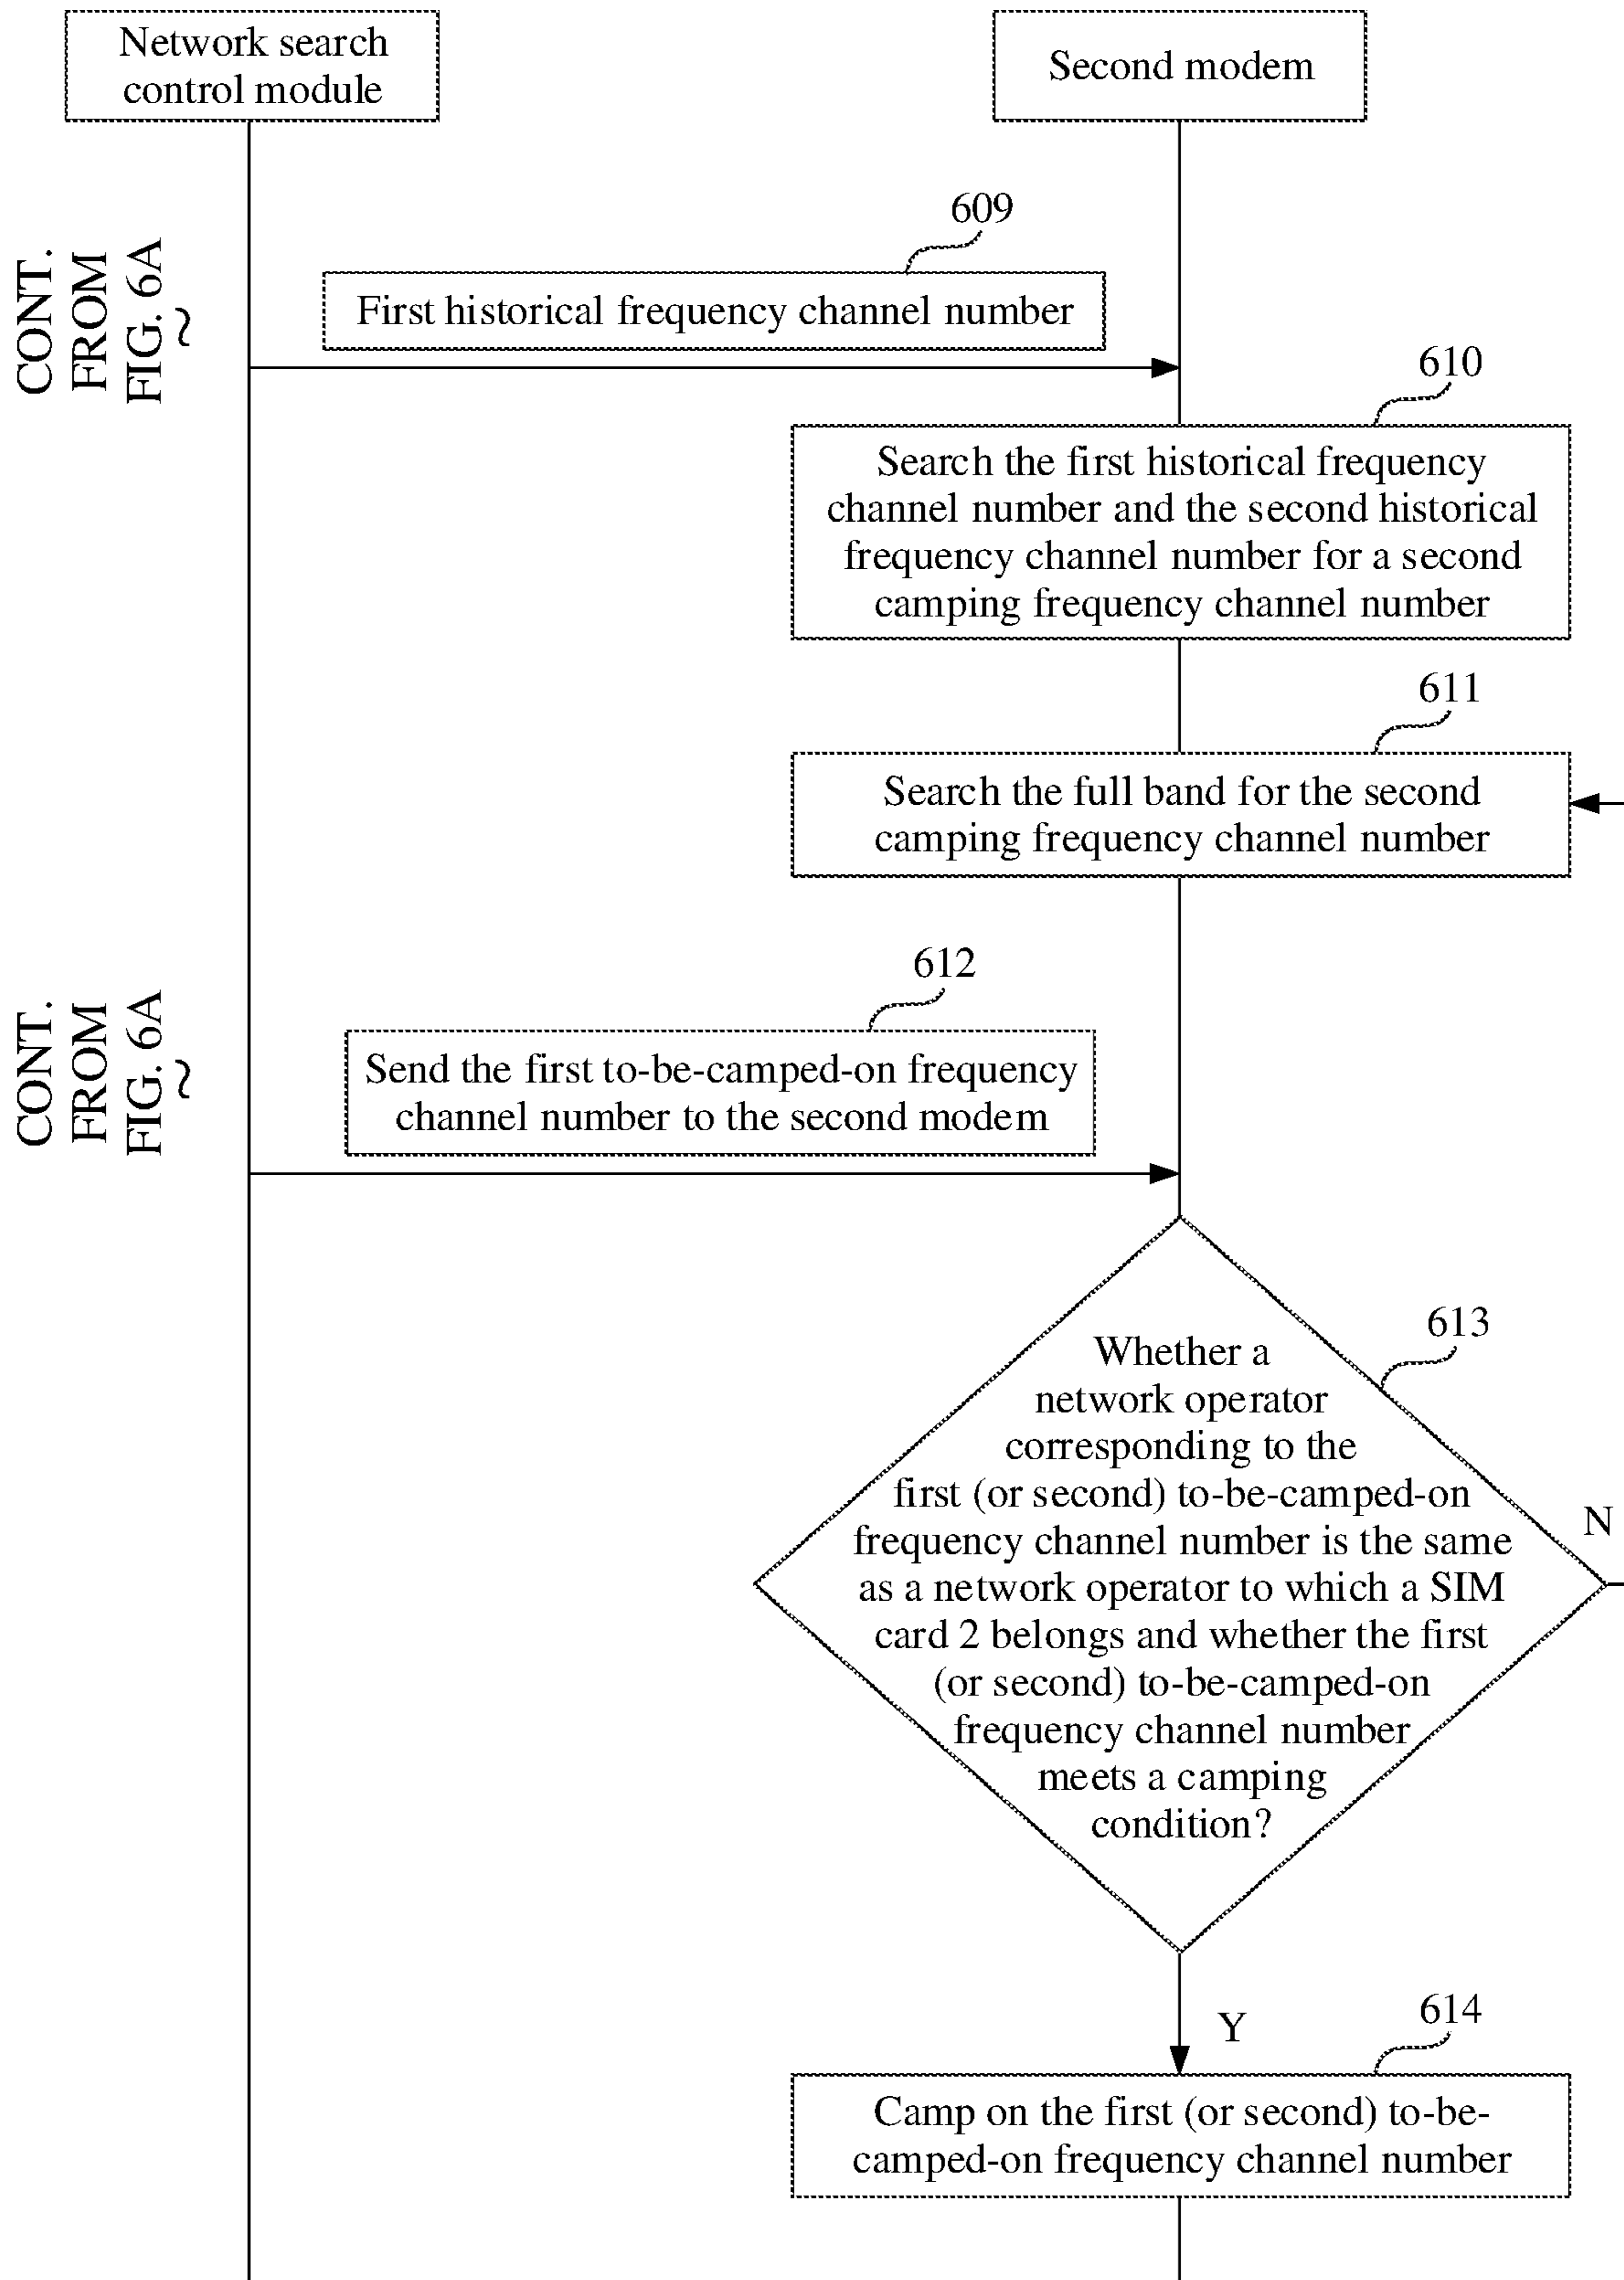 Network search
control module
Second modem
CONT.
FROM
FIG. 6A
~
609
First historical frequency channel number
610
Search the first historical frequency
channel number and the second historical
frequency channel number for a second
camping frequency channel number
611
Search the full band for the second
camping frequency channel number
CONT.
FROM
FIG. 6A
~
612
Send the first to-be-camped-on frequency
channel number to the second modem
613
Whether a
network operator
corresponding to the
first (or second) to-be-camped-on
frequency channel number is the same
as a network operator to which a SIM
card 2 belongs and whether the first
(or second) to-be-camped-on
frequency channel number
meets a camping
condition?
N
Y
614
Camp on the first (or second) to-be-
camped-on frequency channel number